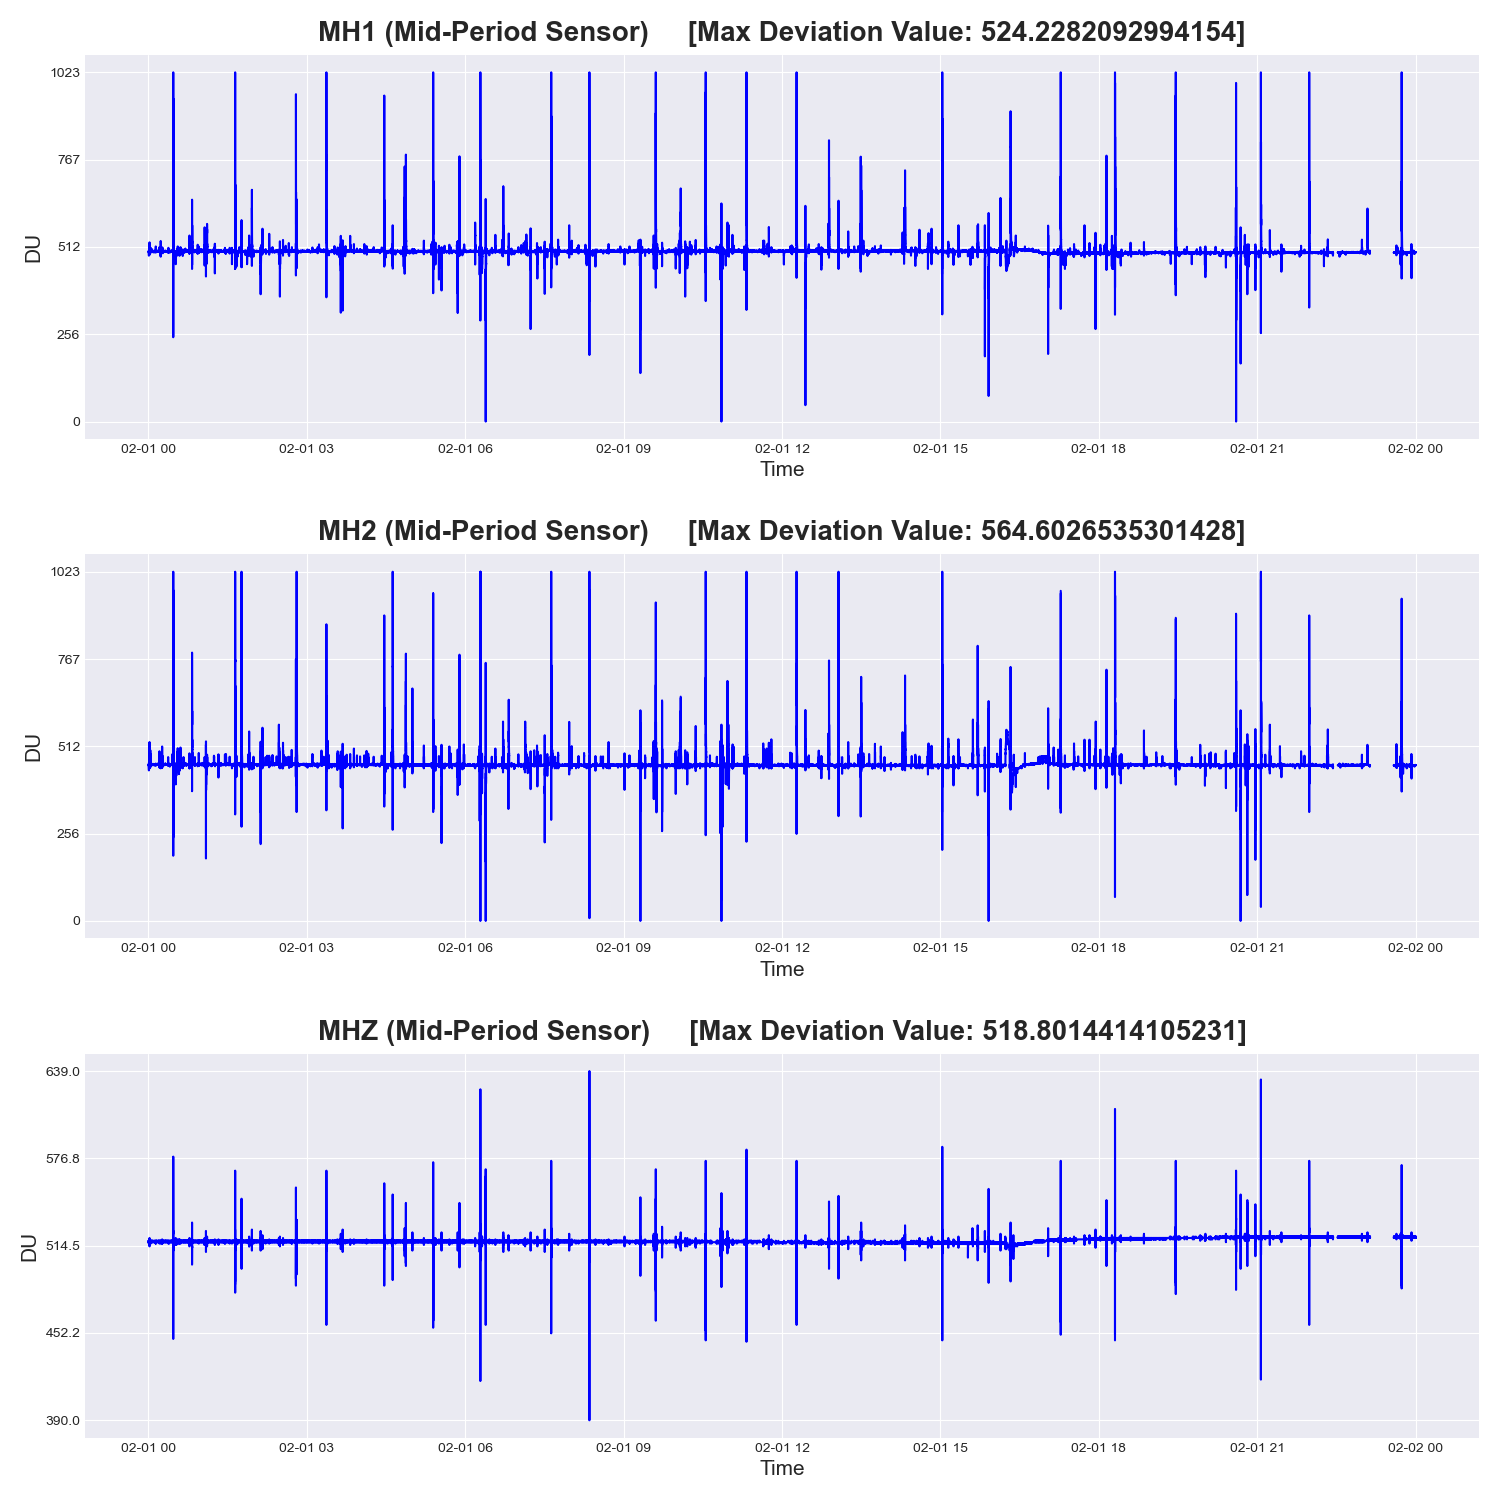 MH1 (Mid-Period Sensor) [Max Deviation Value: 524.2282092994154]
1023
767
512
256
0
DU
02-01 00 02-01 03 02-01 06 02-01 09 02-01 12 02-01 15 02-01 18 02-01 21 02-02 00
Time
MH2 (Mid-Period Sensor) [Max Deviation Value: 564.6026535301428]
1023
767
512
256
0
DU
02-01 00 02-01 03 02-01 06 02-01 09 02-01 12 02-01 15 02-01 18 02-01 21 02-02 00
Time
MHZ (Mid-Period Sensor) [Max Deviation Value: 518.8014414105231]
639.0
576.8
514.5
452.2
390.0
DU
02-01 00 02-01 03 02-01 06 02-01 09 02-01 12 02-01 15 02-01 18 02-01 21 02-02 00
Time